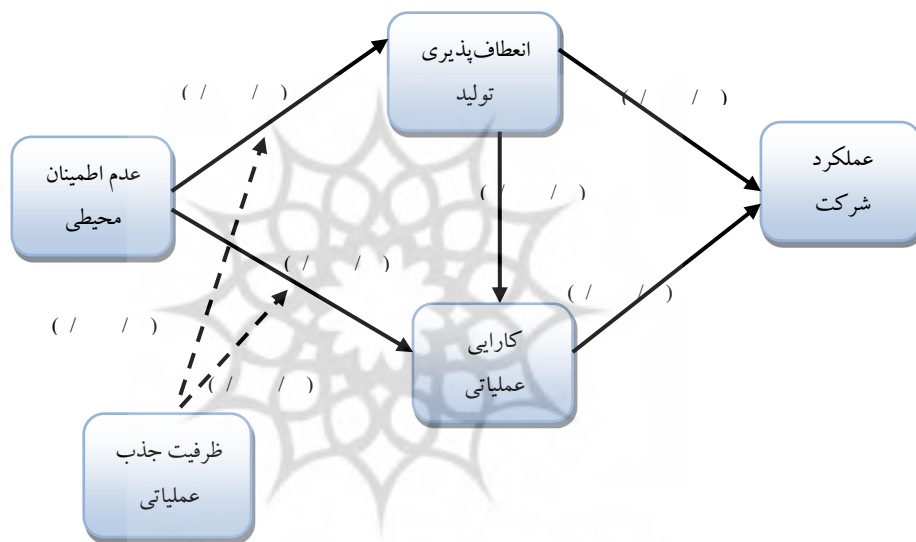 انعطاف‌پذیری
تولید
( / / )
( / / )
عدم اطمینان
محیطی
عملکرد
شرکت
( / / )
( / / )
( / / )
( / / )
کارایی
عملیاتی
( / / )
ظرفیت جذب
عملیاتی